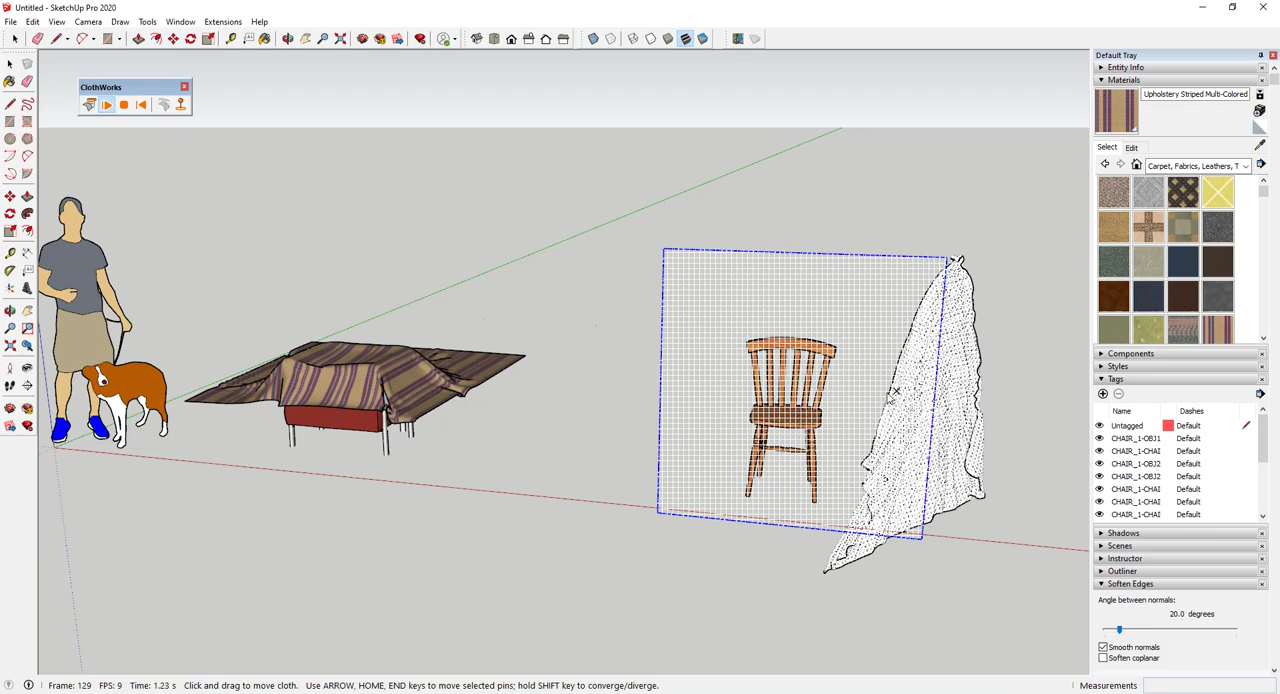 Untitled - SketchUp Pro 2020
File Edit View Camera Draw Tools Window Extensions Help
ClothWorks
Default Tray
Entity Info
Materials
Upholstery Striped Multi-Colored
Select Edit
Carpet, Fabrics, Leathers, T
Components
Styles
Tags
Name Dashes
Untagged Default
CHAIR_1-OBJ1 Default
CHAIR_1-CHAI Default
CHAIR_1-OBJ2 Default
CHAIR_1-OBJ2 Default
CHAIR_1-CHAI Default
CHAIR_1-CHAI Default
CHAIR_1-CHAI Default
Shadows
Scenes
Instructor
Outliner
Soften Edges
Angle between normals:
20.0 degrees
Smooth normals
Soften coplanar
Frame: 129 FPS: 9 Time: 1.23 s Click and drag to move cloth. Use ARROW, HOME, END keys to move selected pins; hold SHIFT key to converge/diverge. Measurements